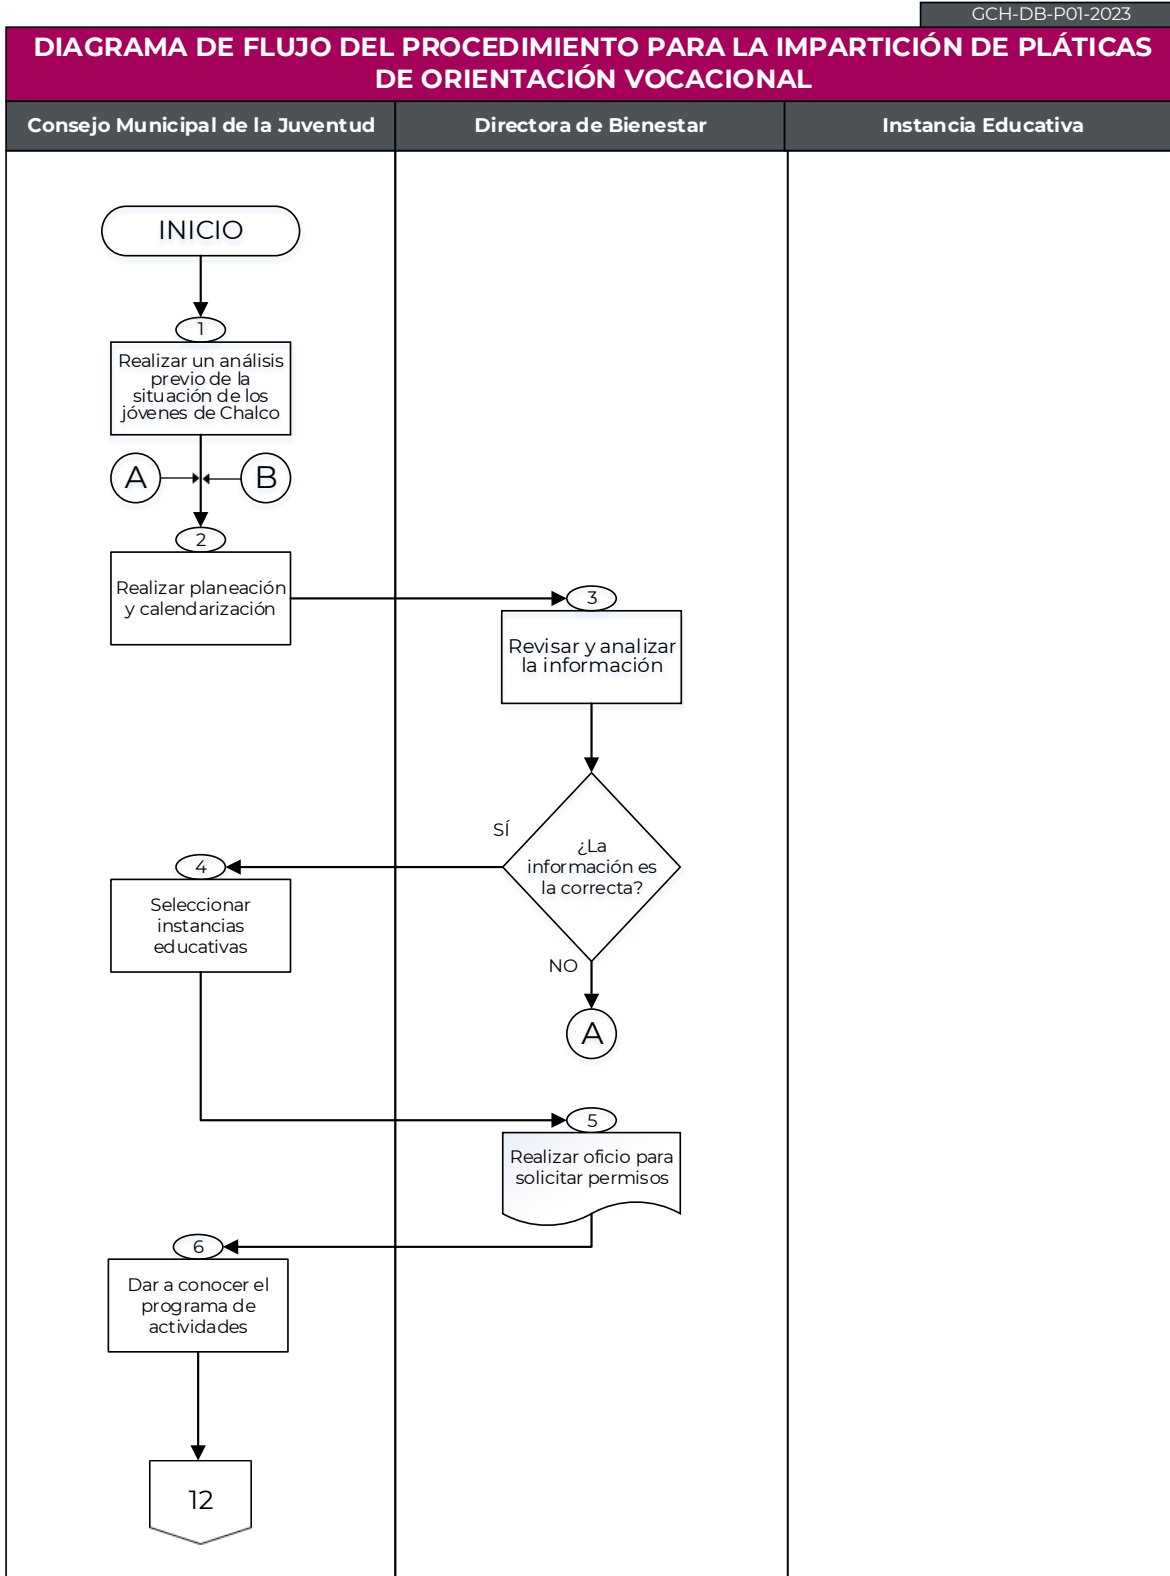 GCH-DB-P01-2023
DIAGRAMA DE FLUJO DEL PROCEDIMIENTO PARA LA IMPARTICIÓN DE PLÁTICAS
DE ORIENTACIÓN VOCACIONAL
Consejo Municipal de la Juventud
Directora de Bienestar
Instancia Educativa
INICIO
1
Realizar un análisis
previo de la
situación de los
jóvenes de Chalco
A
B
2
Realizar planeación
y calendarización
3
Revisar y analizar
la información
¿La
información es
la correcta?
SÍ
NO
A
4
Seleccionar
instancias
educativas
5
Realizar oficio para
solicitar permisos
6
Dar a conocer el
programa de
actividades
12